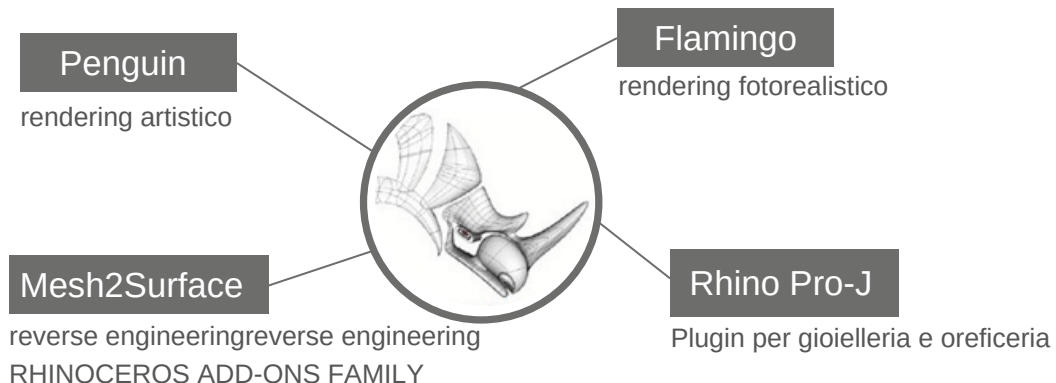 Penguin
rendering artistico
Flamingo
rendering fotorealistico
Mesh2Surface
reverse engineeringreverse engineering
RHINOCEROS ADD-ONS FAMILY
Rhino Pro-J
Plugin per gioielleria e oreficeria